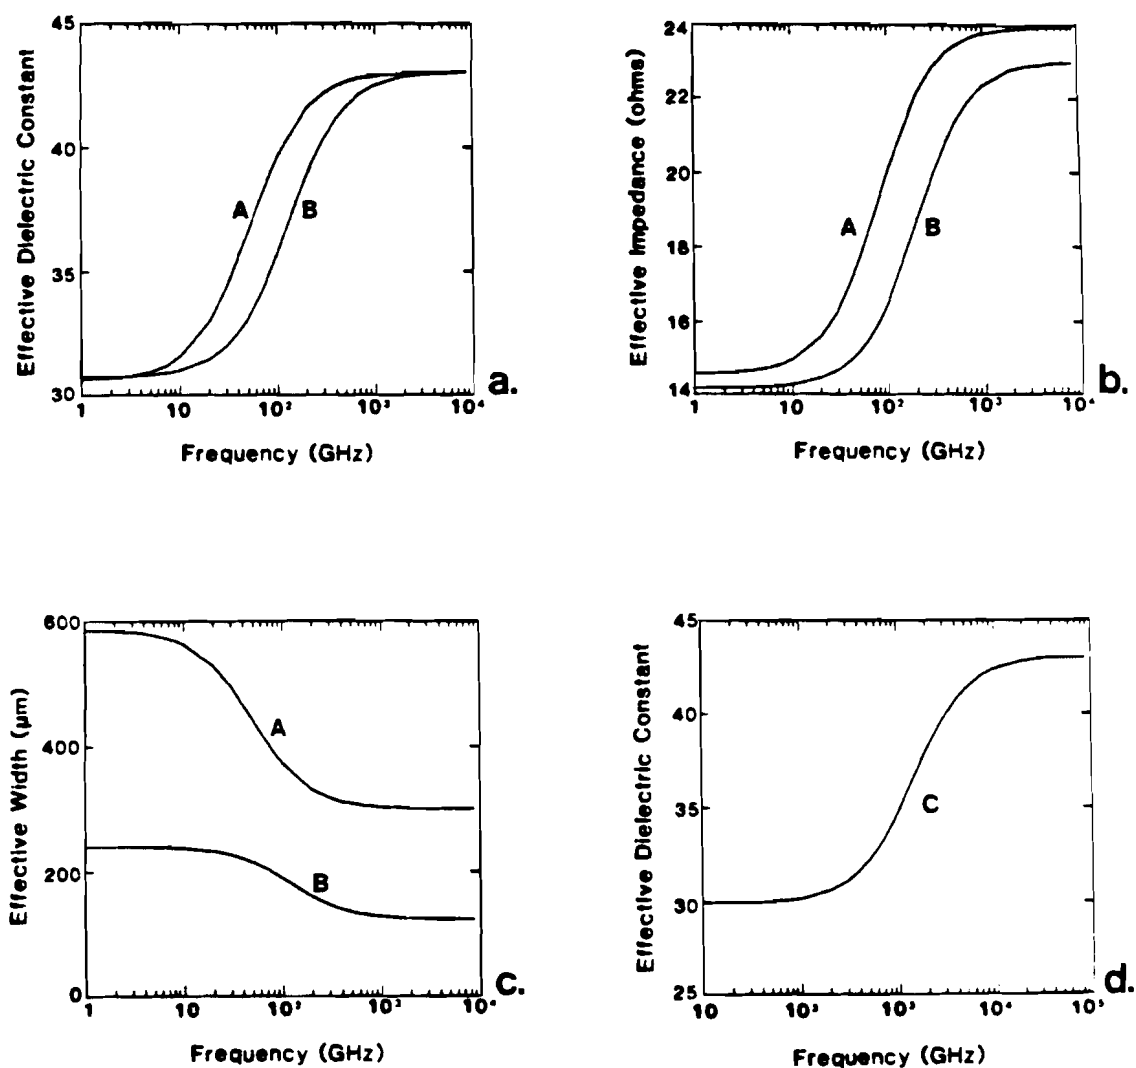 45
40
35
30
Effective Dielectric Constant
A
B
1
10
10²
10³
10⁴
Frequency (GHz)
a.
24
22
20
18
16
14
Effective Impedance (ohms)
A
B
1
10
10²
10³
10⁴
Frequency (GHz)
b.
600
400
200
0
Effective Width (µm)
A
B
1
10
10²
10³
10⁴
Frequency (GHz)
c.
45
40
35
30
25
Effective Dielectric Constant
C
10
10²
10³
10⁴
10⁵
Frequency (GHz)
d.